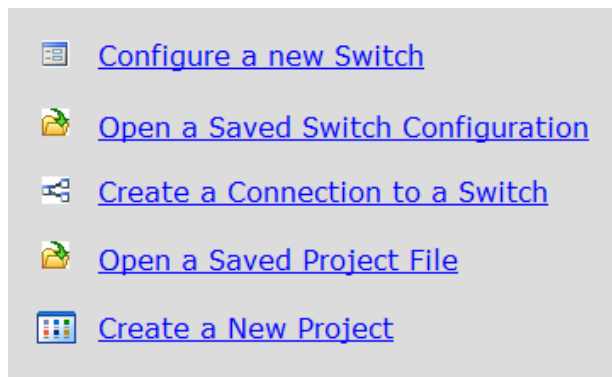 Configure a new Switch
Open a Saved Switch Configuration
Create a Connection to a Switch
Open a Saved Project File
Create a New Project